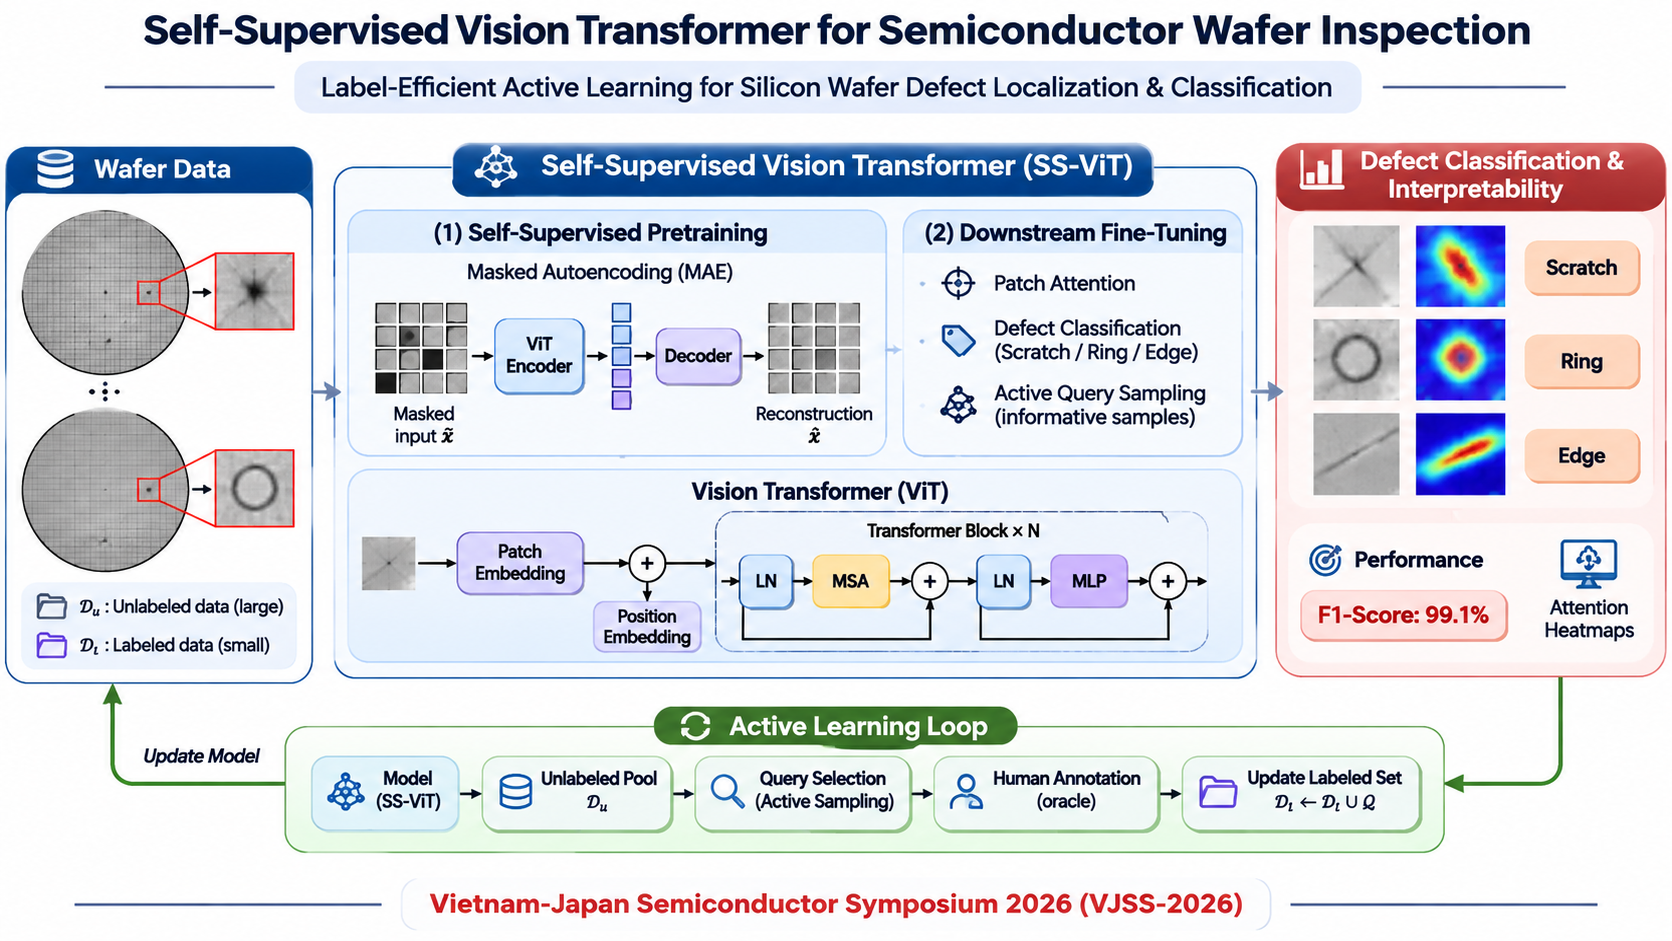 Self-Supervised Vision Transformer for Semiconductor Wafer Inspection
Label-Efficient Active Learning for Silicon Wafer Defect Localization & Classification
Wafer Data
𝒟ᵤ : Unlabeled data (large)
𝒟ₗ : Labeled data (small)
Self-Supervised Vision Transformer (SS-ViT)
(1) Self-Supervised Pretraining
Masked Autoencoding (MAE)
ViT
Encoder
Decoder
Masked
input x̃
Reconstruction
x̂
(2) Downstream Fine-Tuning
Patch Attention
Defect Classification
(Scratch / Ring / Edge)
Active Query Sampling
(informative samples)
Vision Transformer (ViT)
Patch
Embedding
+
Position
Embedding
Transformer Block × N
LN
MSA
+
LN
MLP
+
Defect Classification &
Interpretability
Scratch
Ring
Edge
Performance
F1-Score: 99.1%
Attention
Heatmaps
Update Model
Active Learning Loop
Model
(SS-ViT)
Unlabeled Pool
𝒟ᵤ
Query Selection
(Active Sampling)
Human Annotation
(oracle)
Update Labeled Set
𝒟ₗ ← 𝒟ₗ ∪ 𝒬
Vietnam-Japan Semiconductor Symposium 2026 (VJSS-2026)